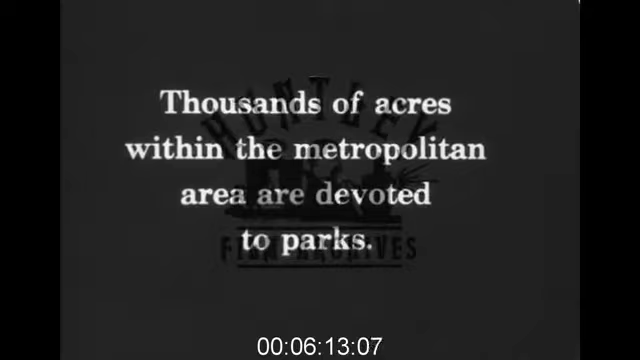 Thousands of acres
within the metropolitan
area are devoted
to parks.
HUNTLEY
FILM ARCHIVES
00:06:13:07